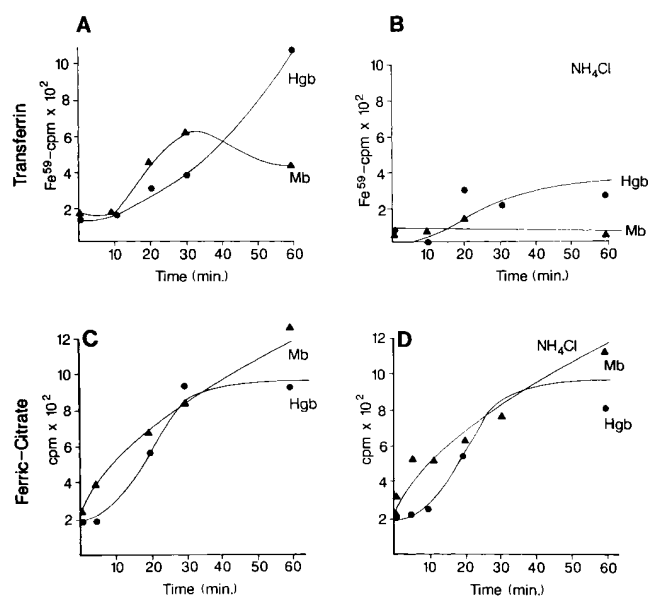 A
Transferrin
Fe⁵⁹-cpm x 10²
10
8
6
4
2
Hgb
Mb
10 20 30 40 50 60
Time (min.)
B
NH₄Cl
Fe⁵⁹-cpm x 10²
10
8
6
4
2
Hgb
Mb
10 20 30 40 50 60
Time (min.)
C
Ferric-Citrate
cpm x 10²
12
10
8
6
4
2
Mb
Hgb
10 20 30 40 50 60
Time (min.)
D
NH₄Cl
cpm x 10²
12
10
8
6
4
2
Mb
Hgb
10 20 30 40 50 60
Time (min.)